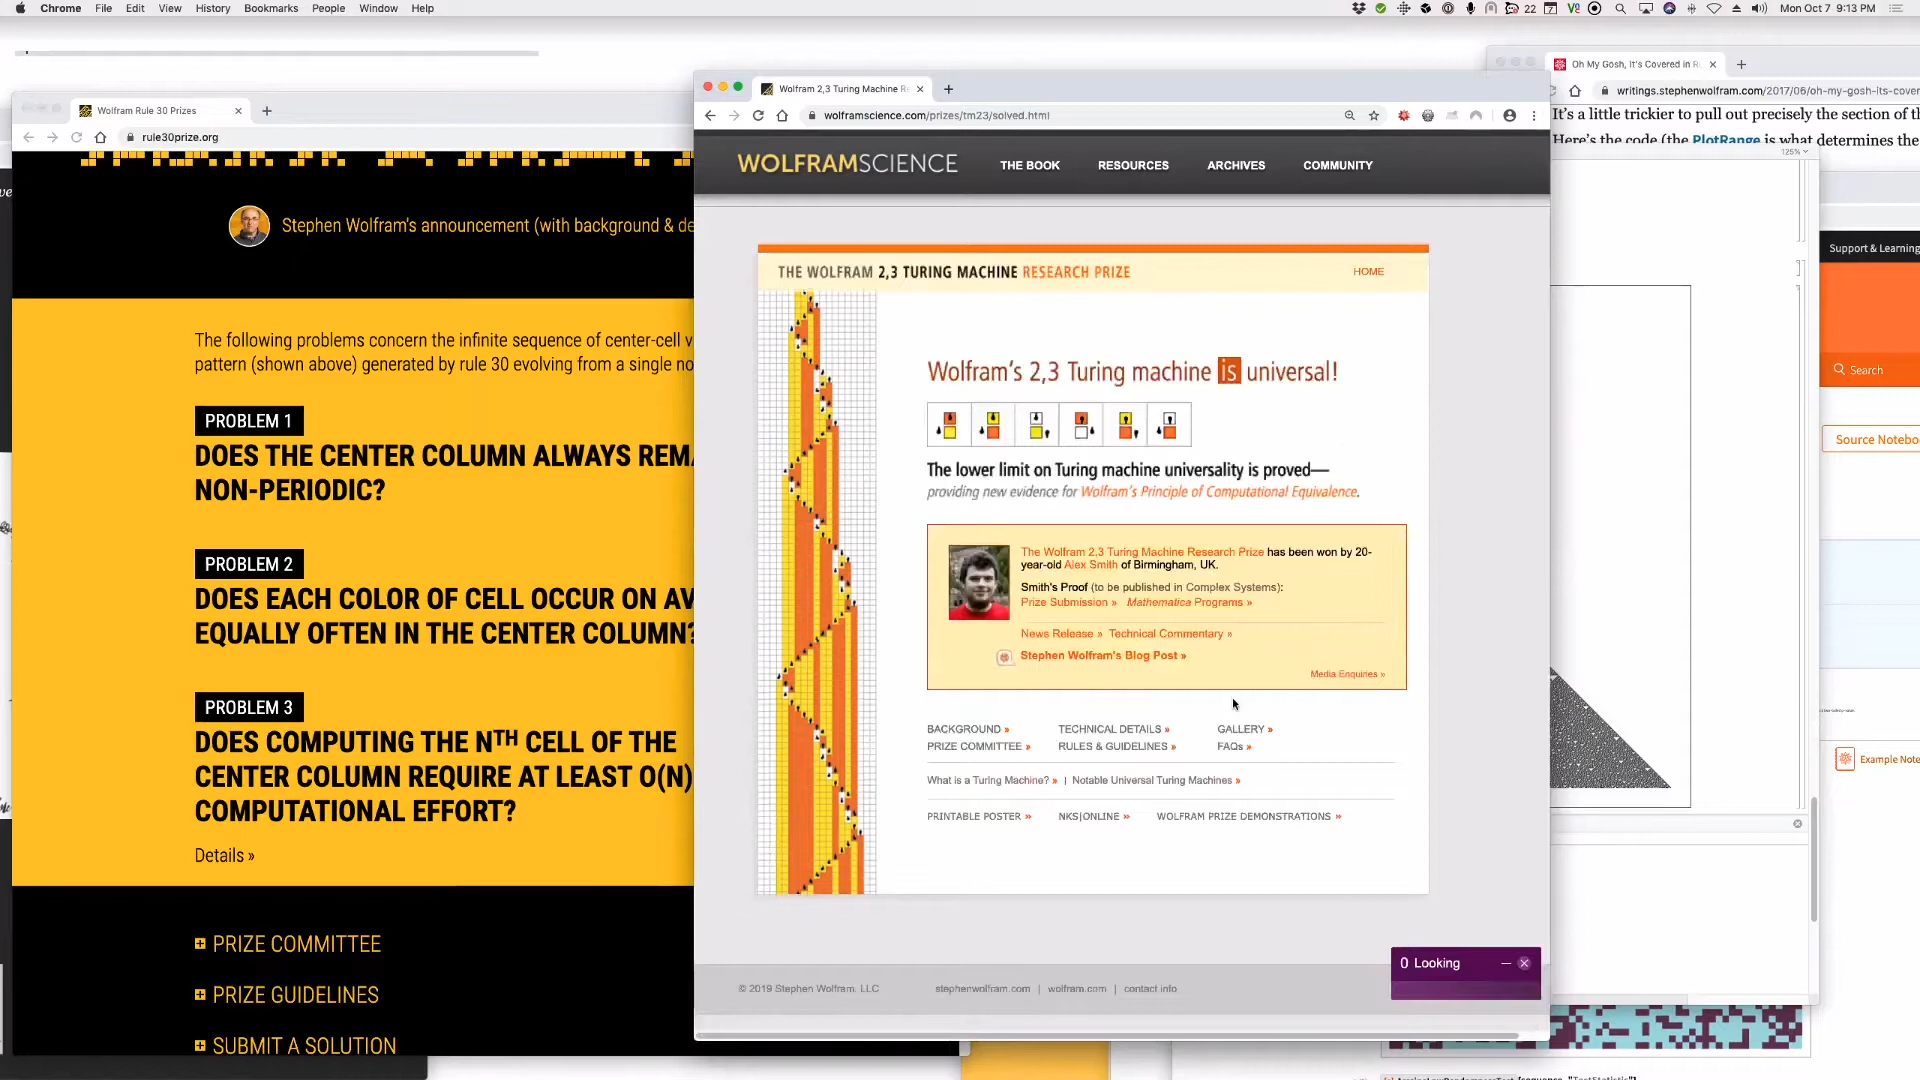 Chrome File Edit View History Bookmarks People Window Help
22
Mon Oct 7 9:13 PM
Wolfram Rule 30 Prizes
rule30prize.org
Stephen Wolfram's announcement (with background & de
The following problems concern the infinite sequence of center-cell v
pattern (shown above) generated by rule 30 evolving from a single no
PROBLEM 1
DOES THE CENTER COLUMN ALWAYS REM
NON-PERIODIC?
PROBLEM 2
DOES EACH COLOR OF CELL OCCUR ON AV
EQUALLY OFTEN IN THE CENTER COLUMN?
PROBLEM 3
DOES COMPUTING THE NTH CELL OF THE
CENTER COLUMN REQUIRE AT LEAST O(N)
COMPUTATIONAL EFFORT?
Details »
PRIZE COMMITTEE
PRIZE GUIDELINES
SUBMIT A SOLUTION
Wolfram 2,3 Turing Machine R
wolframscience.com/prizes/tm23/solved.html
WOLFRAMSCIENCE
THE BOOK RESOURCES ARCHIVES COMMUNITY
THE WOLFRAM 2,3 TURING MACHINE RESEARCH PRIZE
HOME
Wolfram's 2,3 Turing machine is universal!
The lower limit on Turing machine universality is proved—
providing new evidence for Wolfram's Principle of Computational Equivalence.
The Wolfram 2,3 Turing Machine Research Prize has been won by 20-
year-old Alex Smith of Birmingham, UK.
Smith's Proof (to be published in Complex Systems):
Prize Submission » Mathematica Programs »
News Release » Technical Commentary »
Stephen Wolfram's Blog Post »
Media Enquiries »
BACKGROUND » TECHNICAL DETAILS » GALLERY »
PRIZE COMMITTEE » RULES & GUIDELINES » FAQs »
What is a Turing Machine? » | Notable Universal Turing Machines »
PRINTABLE POSTER » NKS|ONLINE » WOLFRAM PRIZE DEMONSTRATIONS »
0 Looking
© 2019 Stephen Wolfram, LLC
stephenwolfram.com | wolfram.com | contact info
Oh My Gosh, It's Covered in R
writings.stephenwolfram.com/2017/06/oh-my-gosh-its-cover
It's a little trickier to pull out precisely the section of th
Here's the code (the PlotRange is what determines the
125%
Support & Learning
Search
Source Notebo
Example Note